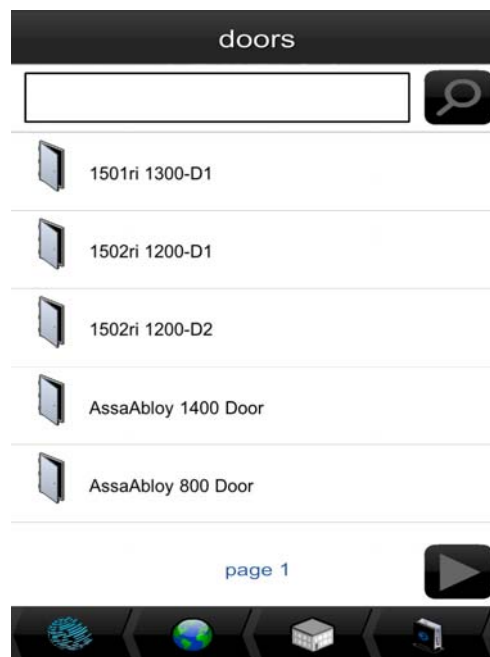 doors
1501ri 1300-D1
1502ri 1200-D1
1502ri 1200-D2
AssaAbloy 1400 Door
AssaAbloy 800 Door
page 1